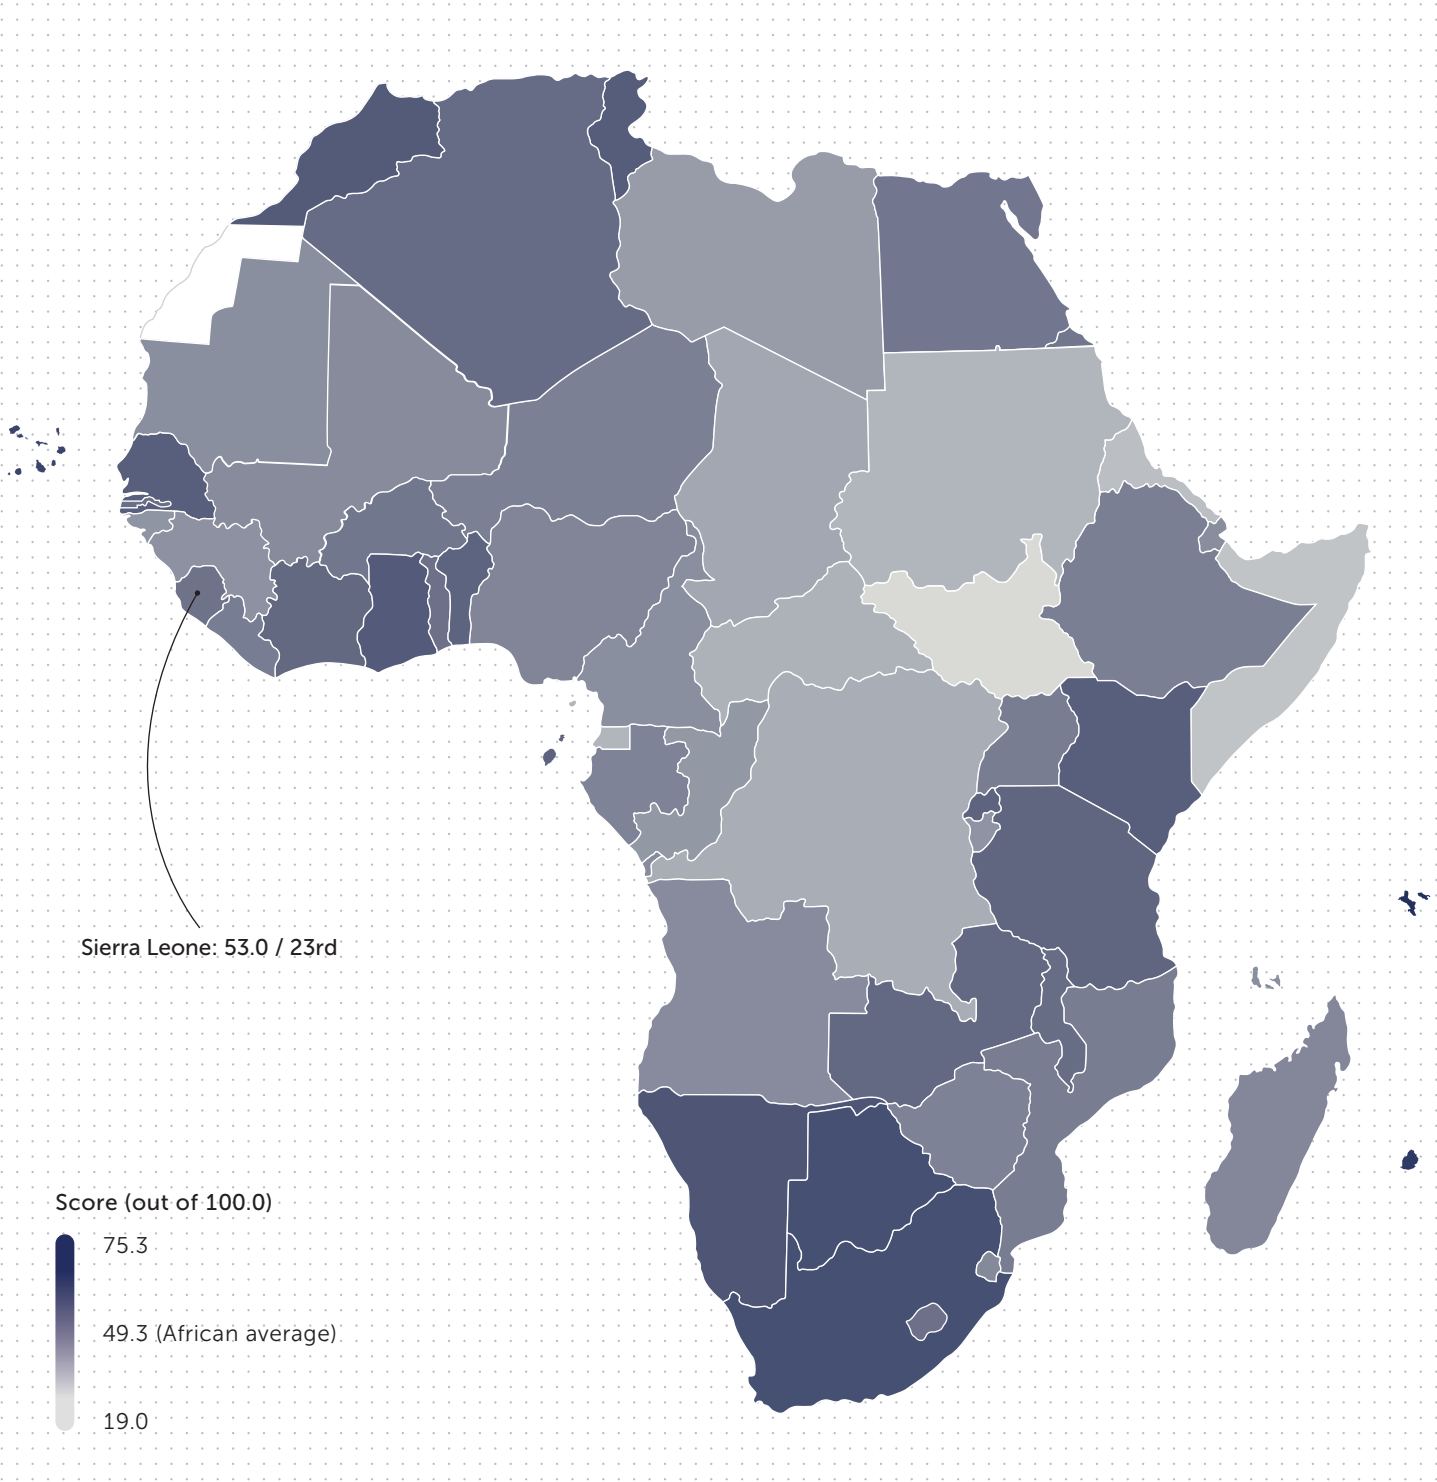 Sierra Leone: 53.0 / 23rd
Score (out of 100.0)
75.3
49.3 (African average)
19.0